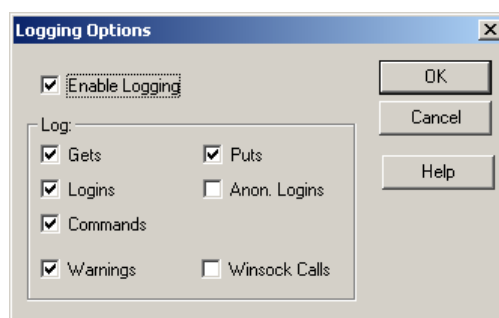 Logging Options
Enable Logging
OK
Cancel
Help
Log:
Gets
Puts
Logins
Anon. Logins
Commands
Warnings
Winsock Calls